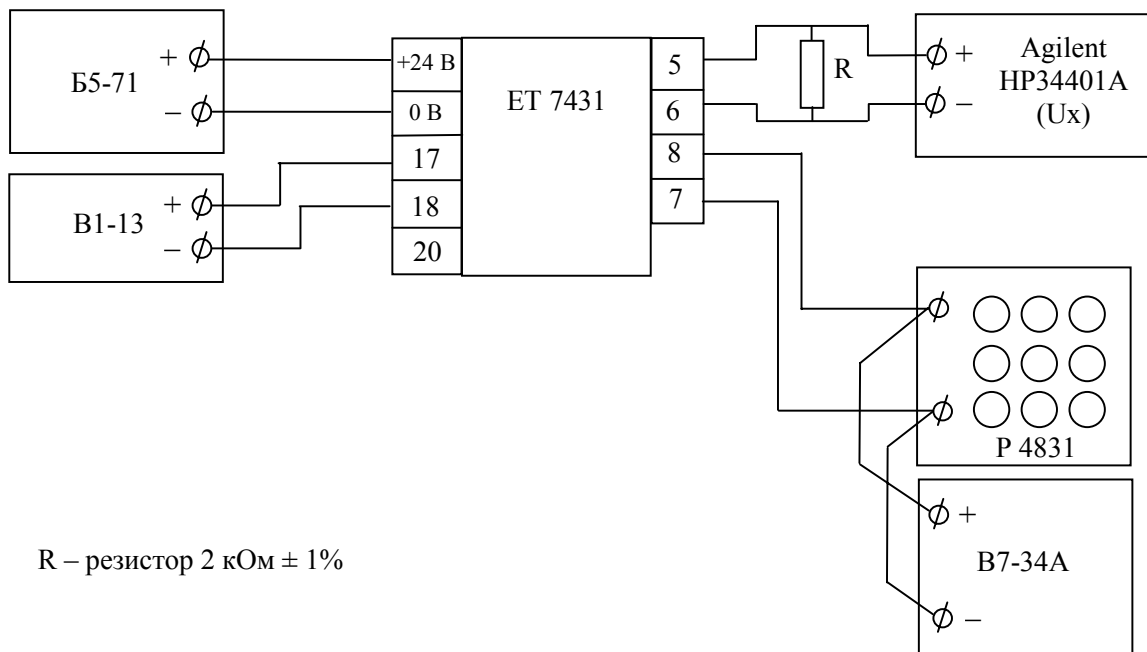 Б5-71
+
–
В1-13
+
–
+24 В
0 В
17
18
20
ЕТ 7431
5
6
8
7
R
+
–
Agilent
HP34401A
(Ux)
Р 4831
+
–
В7-34А
R – резистор 2 кОм ± 1%